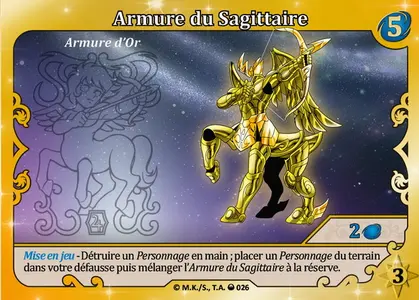 Armure du Sagittaire
5
Armure d'Or
2
Mise en jeu - Détruire un Personnage en main ; placer un Personnage du terrain
dans votre défausse puis mélanger l'Armure du Sagittaire à la réserve.
3
© M.K./S., T.A. 026